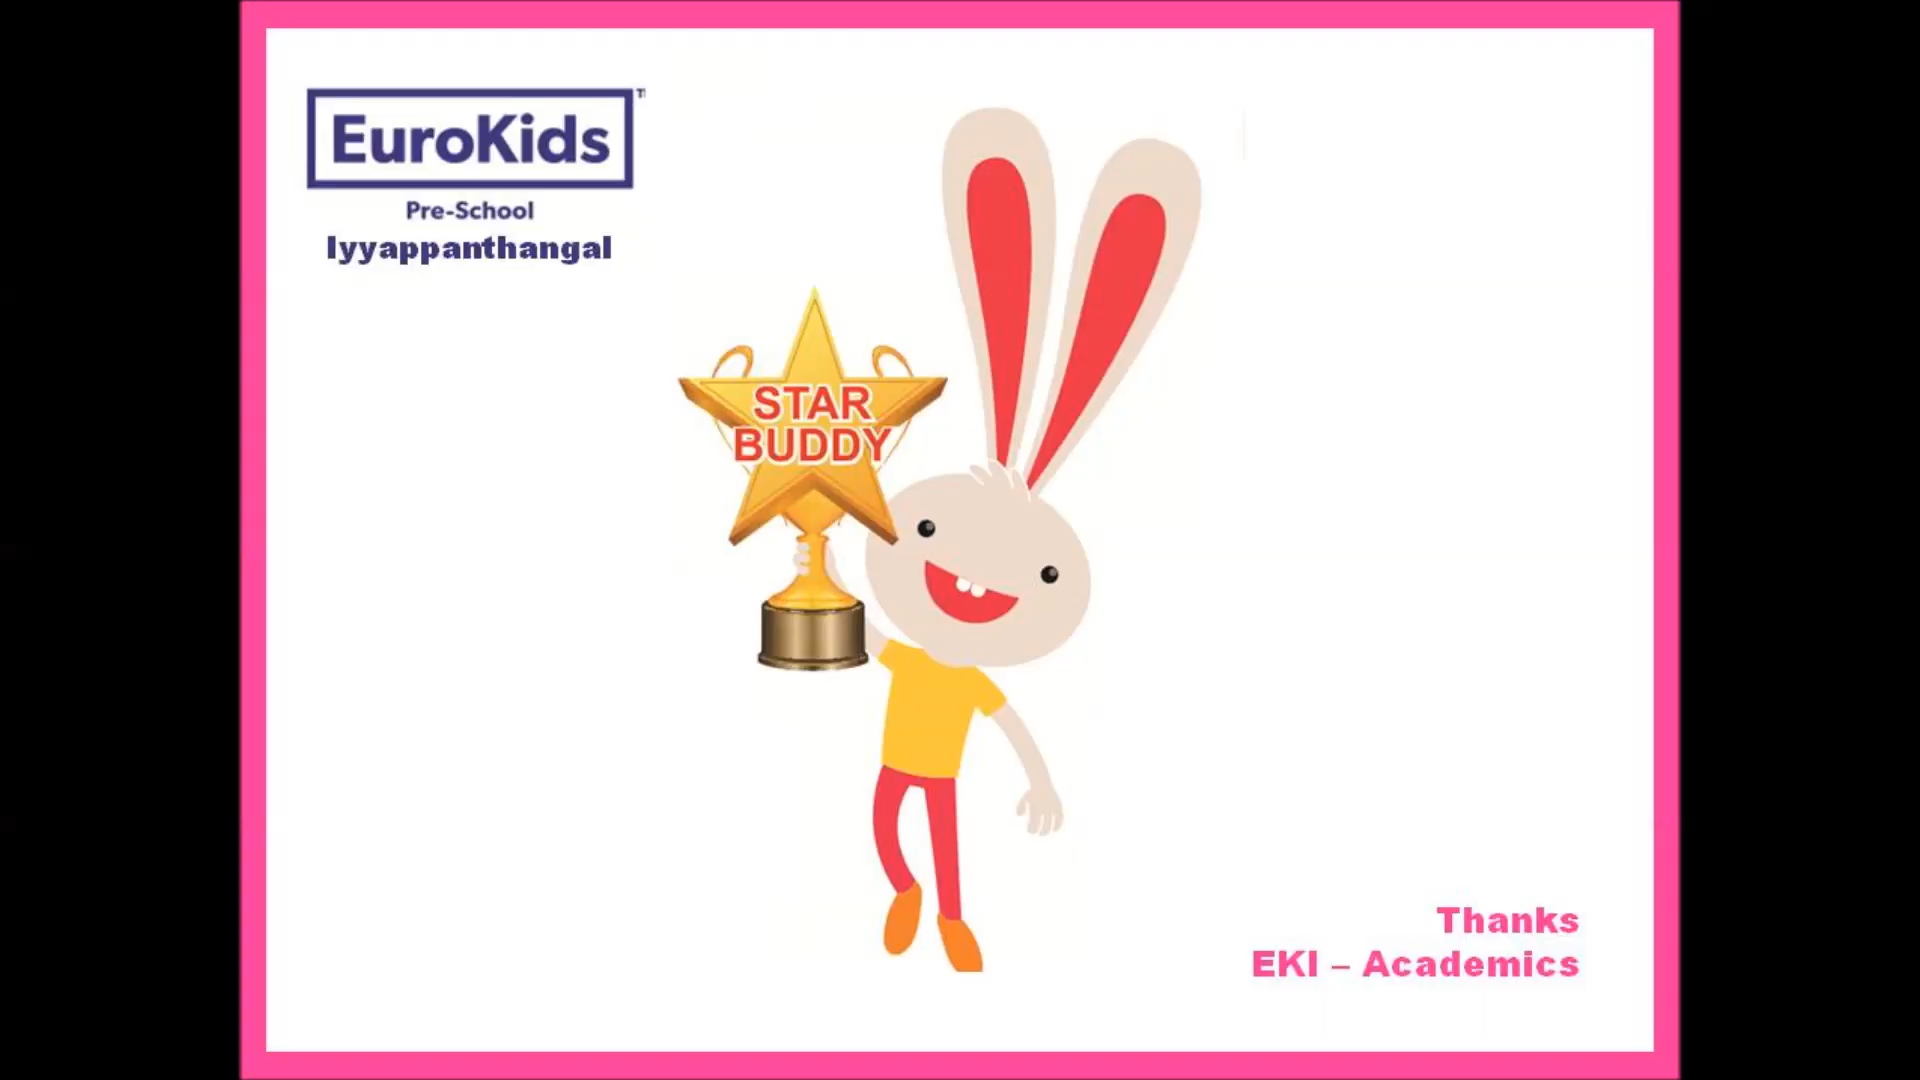 EuroKids
Pre-School
Iyyappanthangal
STAR
BUDDY
Thanks
EKI – Academics